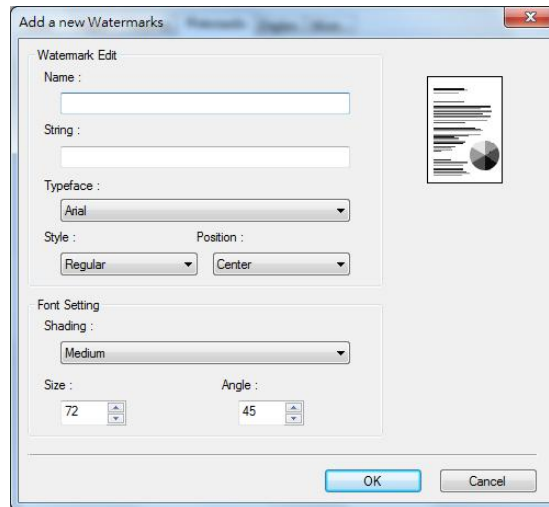 Add a new Watermarks
Watermark Edit
Name :
String :
Typeface :
Arial
Style :
Position :
Regular
Center
Font Setting
Shading :
Medium
Size :
Angle :
72
45
OK
Cancel